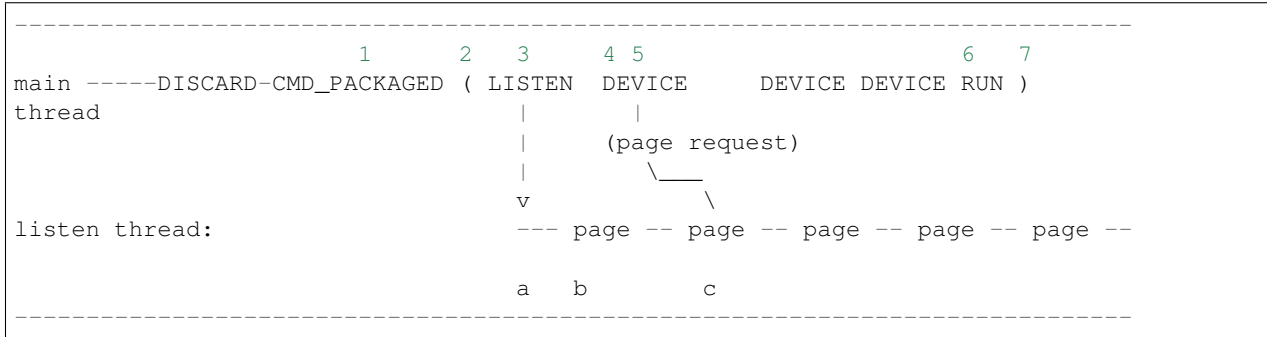 ------------------------------------------------------------------------------
                        1      2   3     4 5                      6   7
main -----DISCARD-CMD_PACKAGED ( LISTEN  DEVICE     DEVICE DEVICE RUN )
thread                             |       |
                                   |     (page request)
                                   |        \___
                                   v            \
listen thread:                     --- page -- page -- page -- page -- page --

                                   a   b        c
------------------------------------------------------------------------------